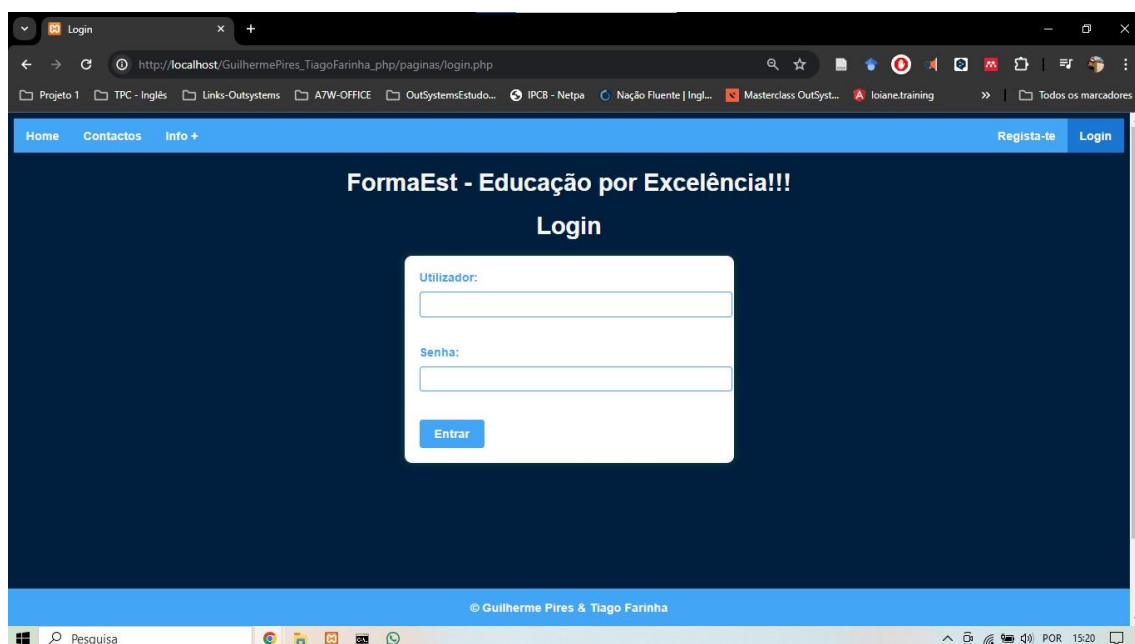 Login
http://localhost/GuilhermePires_TiagoFarinha_php/paginas/login.php
Projeto 1 TPC - Inglês Links-Outsystems A7W-OFFICE OutSystemsEstudo... IPCB - Netpa Nação Fluente | Ingl... Masterclass OutSyst... loiane.training » Todos os marcadores
Home Contactos Info + Regista-te Login
FormaEst - Educação por Excelência!!!
Login
Utilizador:
Senha:
Entrar
© Guilherme Pires & Tiago Farinha
Pesquisa POR 15:20